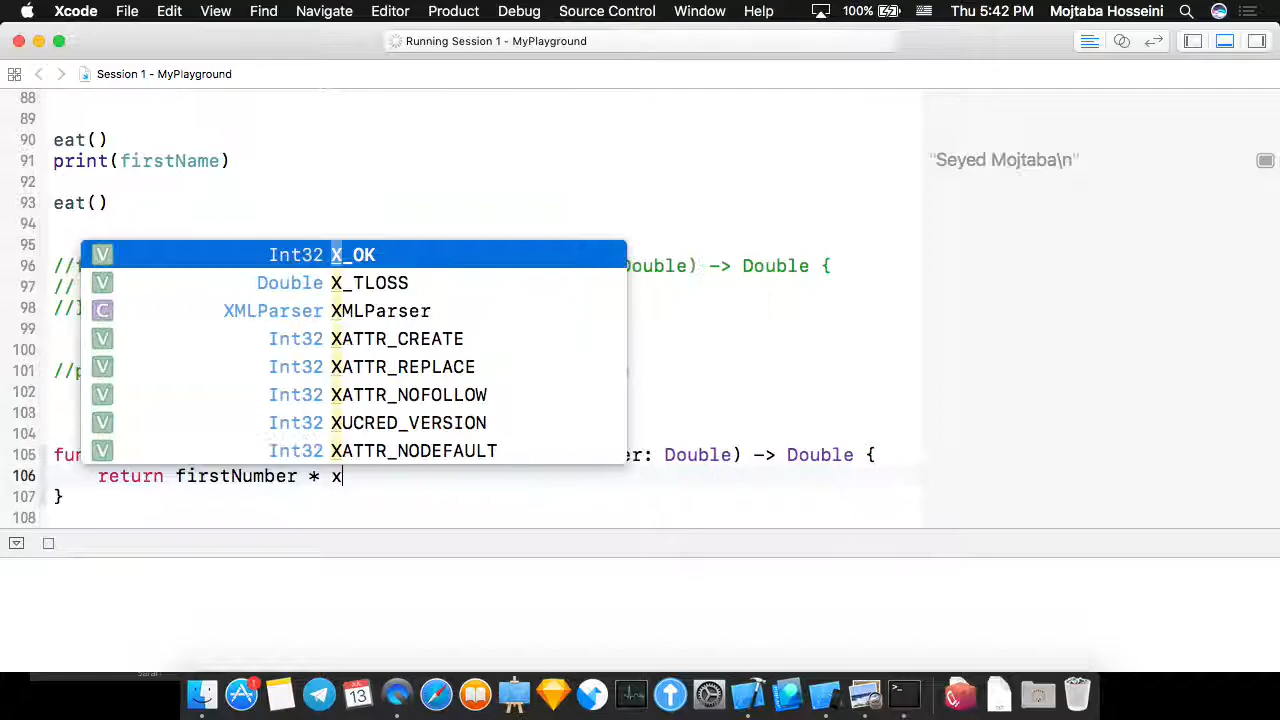 Xcode File Edit View Find Navigate Editor Product Debug Source Control Window Help 100% Thu 5:42 PM Mojtaba Hosseini
Running Session 1 - MyPlayground
Session 1 - MyPlayground
88
89
90 eat()
91 print(firstName)
"Seyed Mojtaba\n"
92
93 eat()
94
95
96 // Double) -> Double {
97 //
98 //
99
100
101 //
102
103
104
105 fun er: Double) -> Double {
106 return firstNumber * x
107 }
108
Int32 X_OK
Double X_TLOSS
XMLParser XMLParser
Int32 XATTR_CREATE
Int32 XATTR_REPLACE
Int32 XATTR_NOFOLLOW
Int32 XUCRED_VERSION
Int32 XATTR_NODEFAULT
1
13